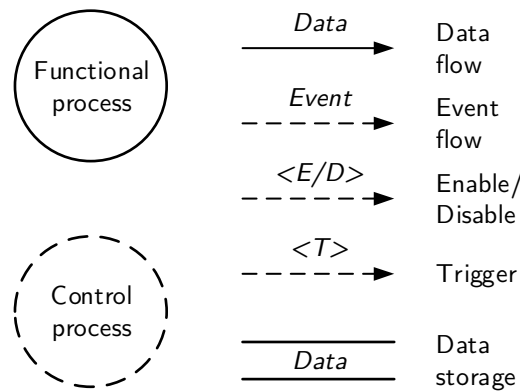 Functional
process
Data
Data
flow
Event
Event
flow
<E/D>
Enable/
Disable
<T>
Trigger
Control
process
Data
Data
storage